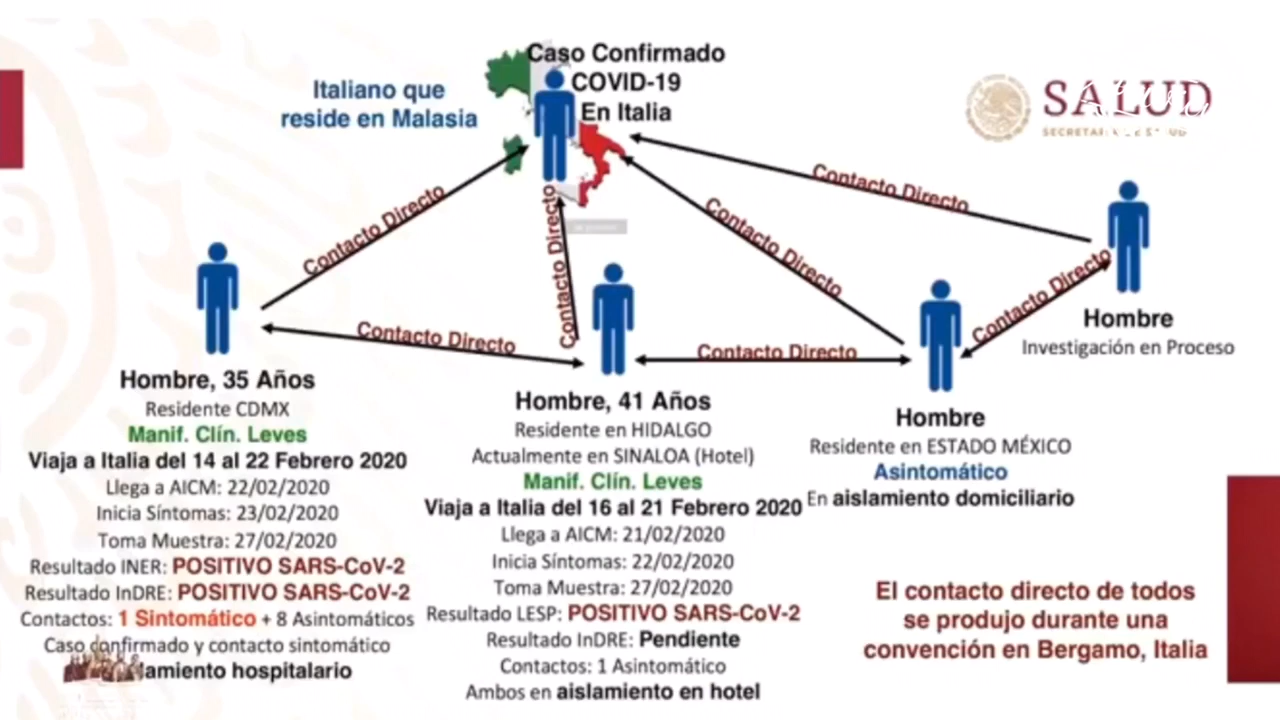 Caso Confirmado
COVID-19
En Italia
Italiano que
reside en Malasia
SALUD
Contacto Directo
Contacto Directo
Contacto Directo
Contacto Directo
Contacto Directo
Contacto Directo
Contacto Directo
Hombre, 35 Años
Residente CDMX
Manif. Clín. Leves
Viaja a Italia del 14 al 22 Febrero 2020
Llega a AICM: 22/02/2020
Inicia Síntomas: 23/02/2020
Toma Muestra: 27/02/2020
Resultado INER: POSITIVO SARS-CoV-2
Resultado InDRE: POSITIVO SARS-CoV-2
Contactos: 1 Sintomático + 8 Asintomáticos
Caso confirmado y contacto sintomático
hospitalario
Hombre, 41 Años
Residente en HIDALGO
Actualmente en SINALOA (Hotel)
Manif. Clín. Leves
Viaja a Italia del 16 al 21 Febrero 2020
Llega a AICM: 21/02/2020
Inicia Síntomas: 22/02/2020
Toma Muestra: 27/02/2020
Resultado LESP: POSITIVO SARS-CoV-2
Resultado InDRE: Pendiente
Contactos: 1 Asintomático
Ambos en aislamiento en hotel
Hombre
Residente en ESTADO MÉXICO
Asintomático
En aislamiento domiciliario
Hombre
Investigación en Proceso
El contacto directo de todos
se produjo durante una
convención en Bergamo, Italia